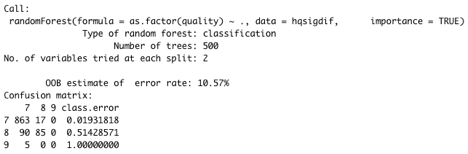 Call:
 randomForest(formula = as.factor(quality) ~ ., data = hqsigdif,      importance = TRUE)
               Type of random forest: classification
                     Number of trees: 500
No. of variables tried at each split: 2

        OOB estimate of  error rate: 10.57%
Confusion matrix:
    7  8 9 class.error
7 863 17 0  0.01931818
8  90 85 0  0.51428571
9   5  0 0  1.00000000